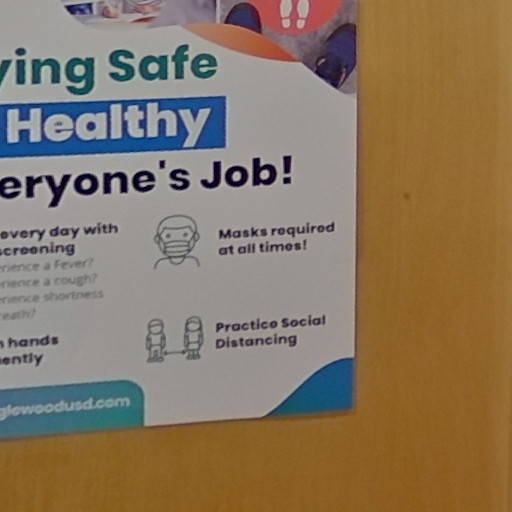 ying Safe
Healthy
eryone's Job!
every day with
screening
rience a Fever?
rience a cough?
rience shortness
reath?
Masks required
at all times!
h hands
ently
Practice Social
Distancing
glewoodusd.com